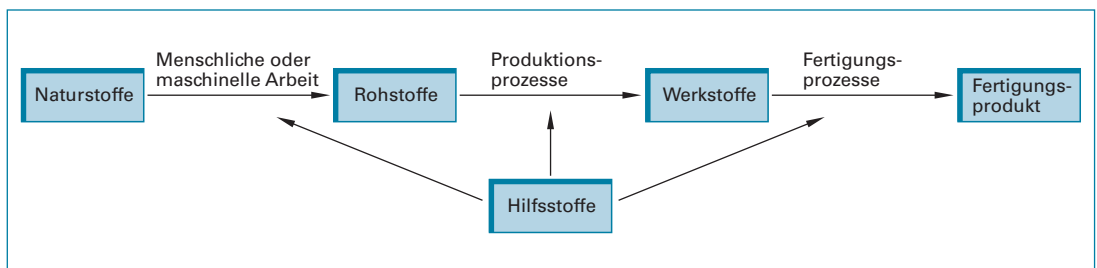 Menschliche oder
maschinelle Arbeit
Produktions-
prozesse
Fertigungs-
prozesse
Naturstoffe
Rohstoffe
Werkstoffe
Fertigungs-
produkt
Hilfsstoffe